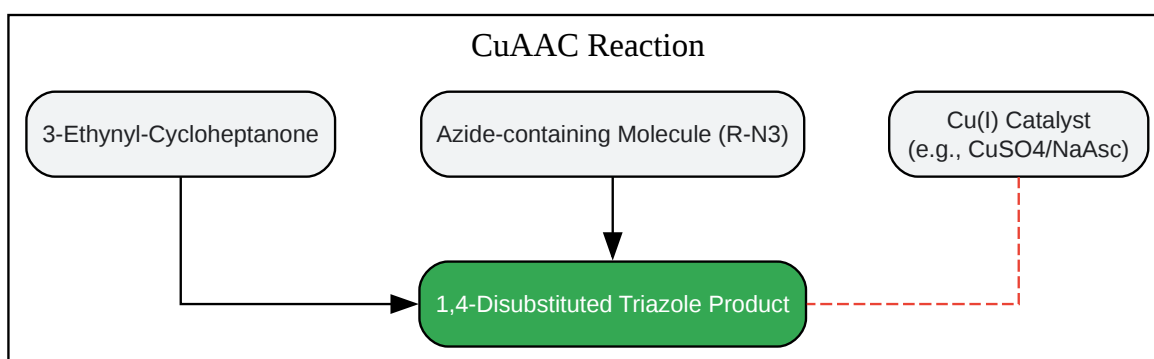 CuAAC Reaction
3-Ethynyl-Cycloheptanone
Azide-containing Molecule (R-N3)
Cu(I) Catalyst
(e.g., CuSO4/NaAsc)
1,4-Disubstituted Triazole Product